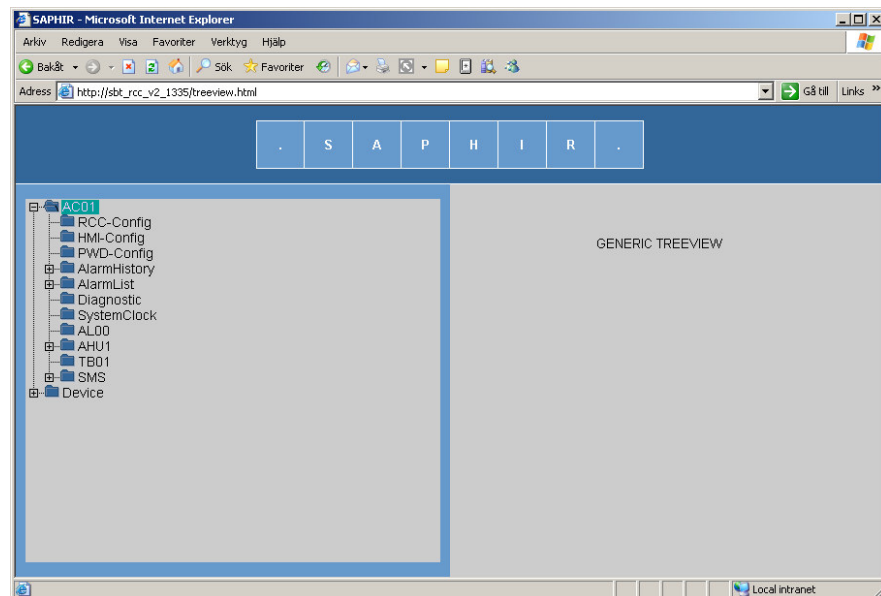 SAPHIR - Microsoft Internet Explorer
Arkiv Redigera Visa Favoriter Verktyg Hjälp
Bakåt Sök Favoriter
Adress http://sbt_rcc_v2_1335/treeview.html Gå till Links »
. S A P H I R .
AC01
RCC-Config
HMI-Config
GENERIC TREEVIEW
PWD-Config
AlarmHistory
AlarmList
Diagnostic
SystemClock
AL00
AHU1
TB01
SMS
Device
Local intranet